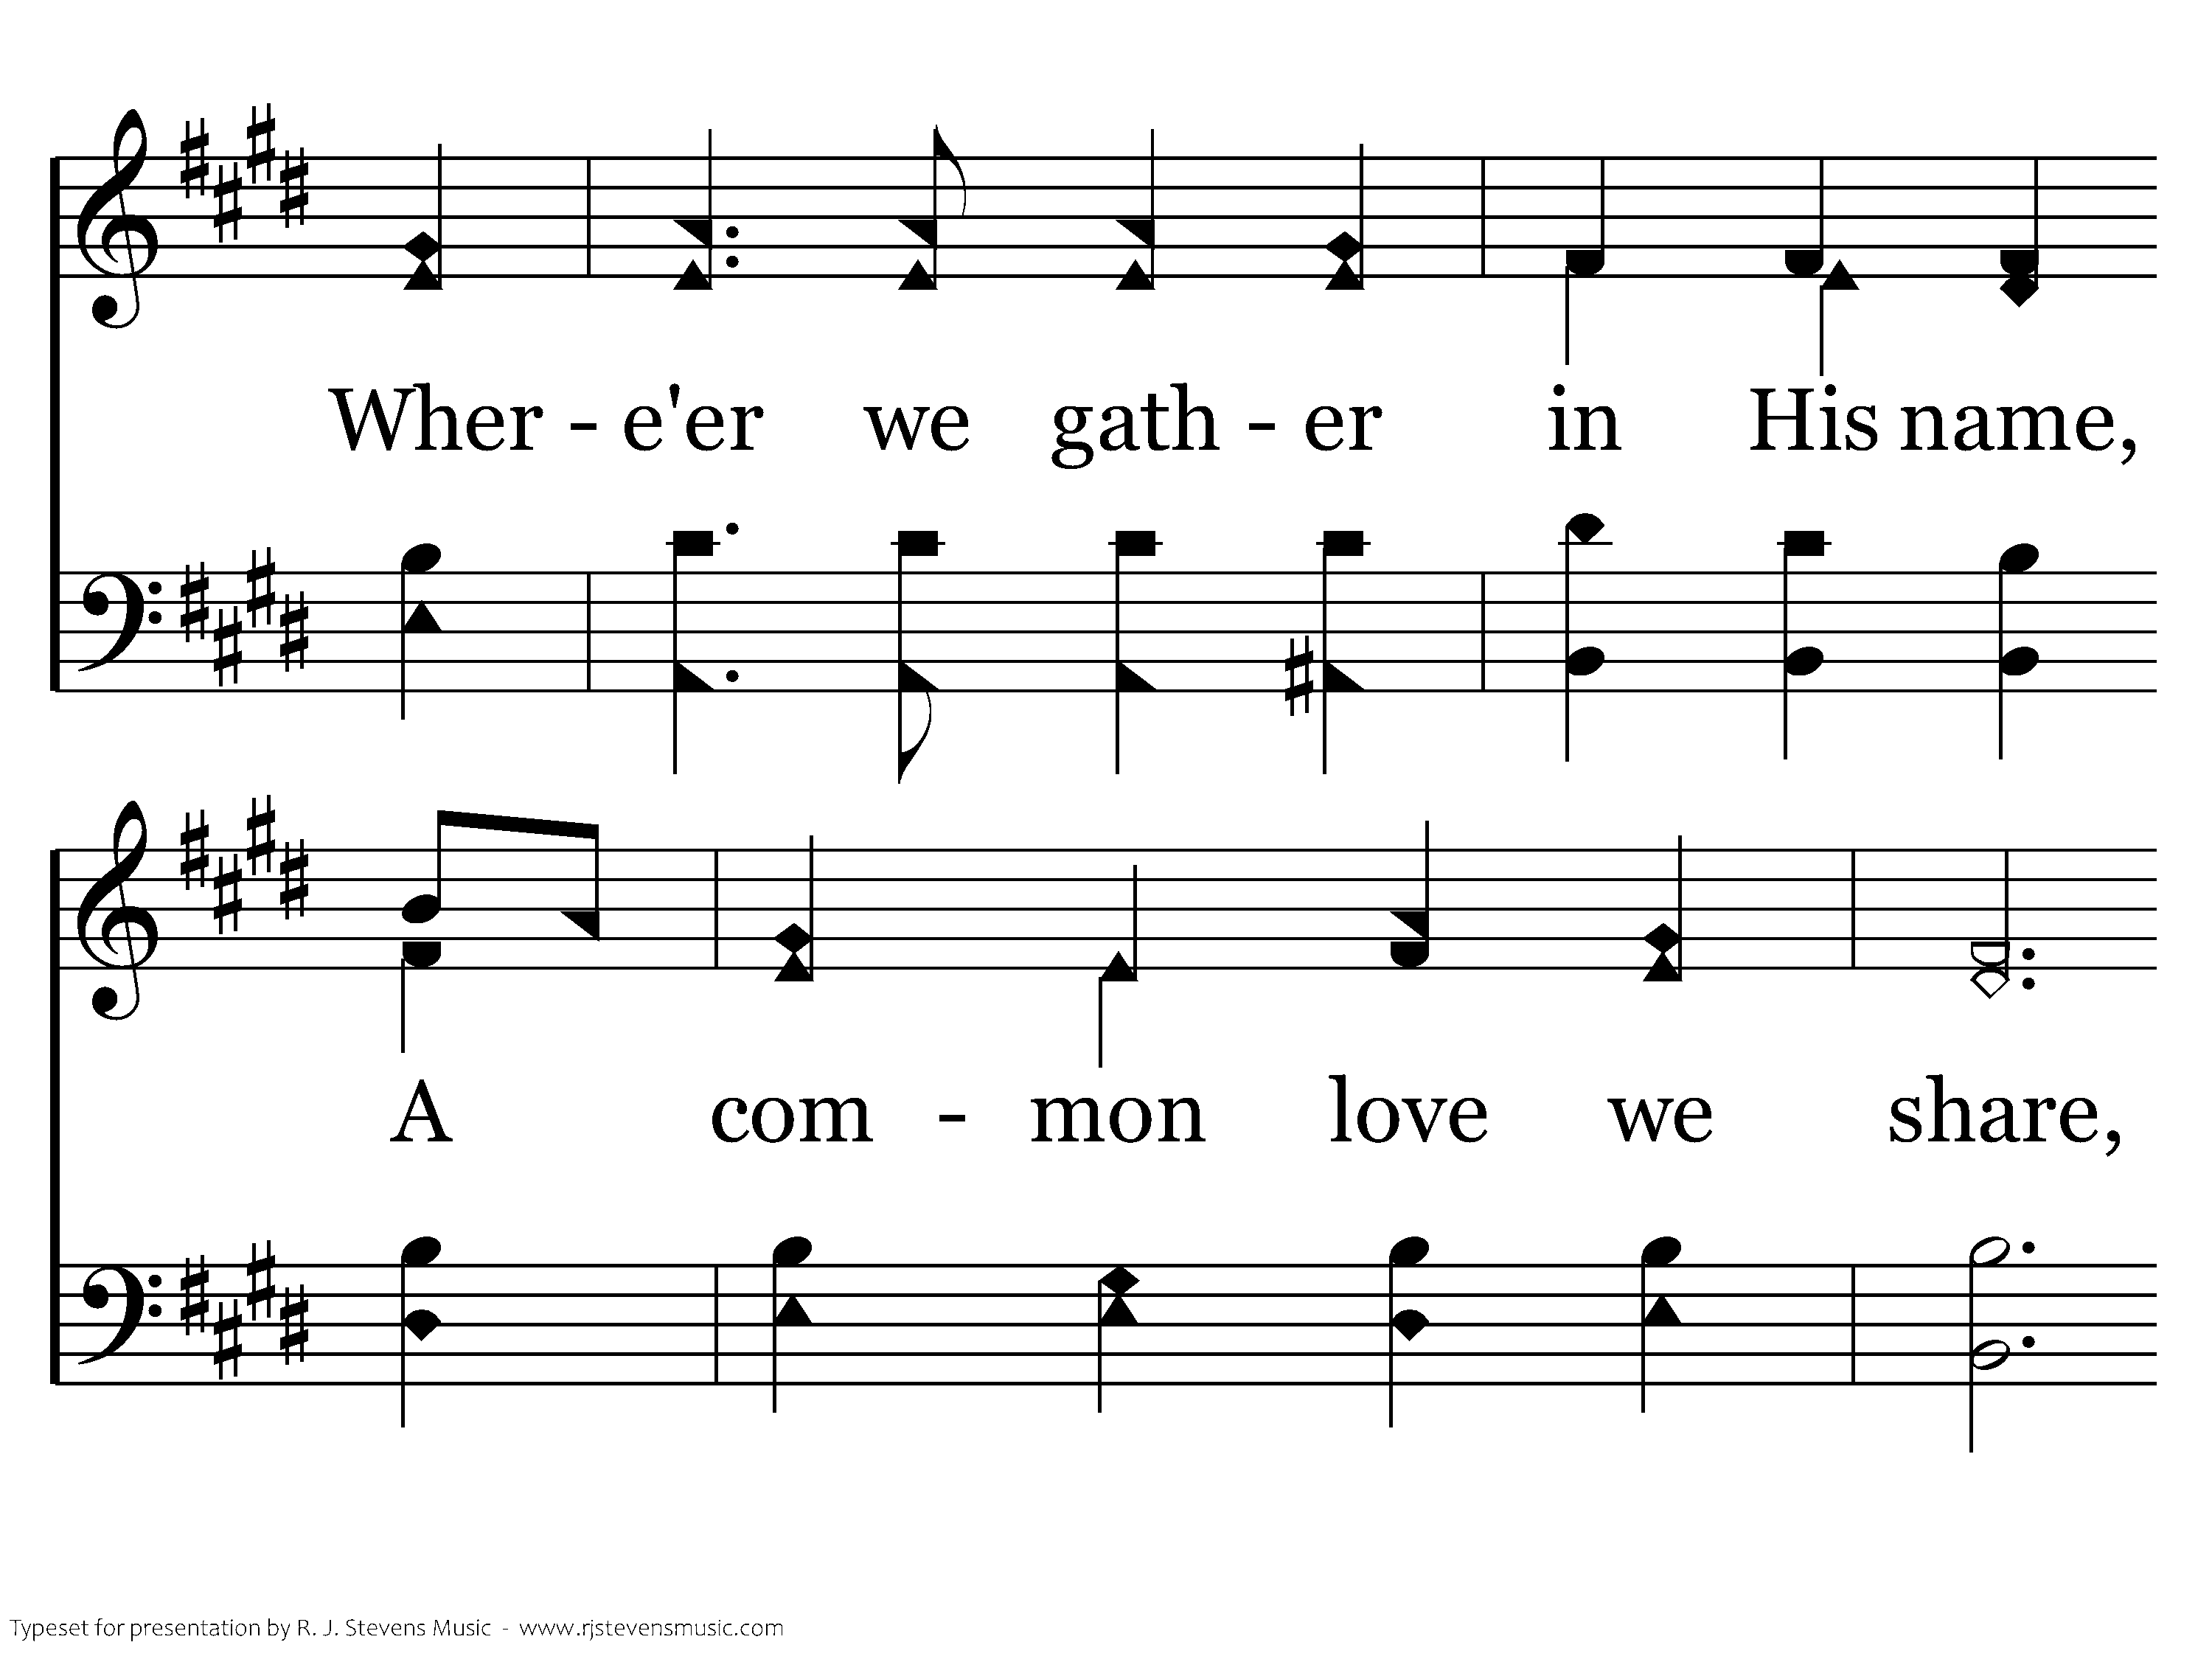 Wher - e'er we gath - er in His name,
A com - mon love we share,
Typeset for presentation by R. J. Stevens Music - www.rjstevensmusic.com